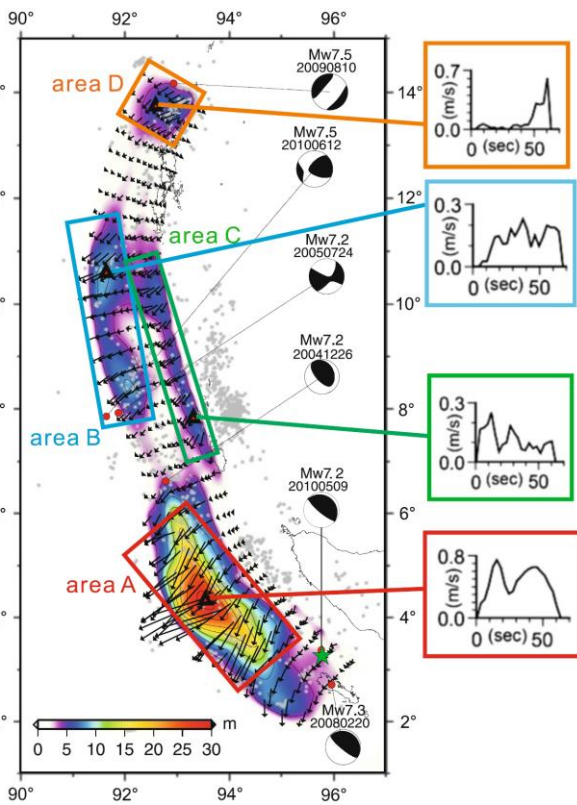 90° 92° 94° 96°
area D
Mw7.5
20090810
14°
0.7
(m/s)
0.0
0 (sec) 50
Mw7.5
20100612
12°
area C
0.3
(m/s)
0.0
0 (sec) 50
Mw7.2
20050724
10°
Mw7.2
20041226
8°
area B
0.3
(m/s)
0.0
0 (sec) 50
Mw7.2
20100509
6°
area A
0.8
(m/s)
0.0
0 (sec) 50
4°
Mw7.3
20080220
2°
m
0 5 10 15 20 25 30
90° 92° 94° 96°